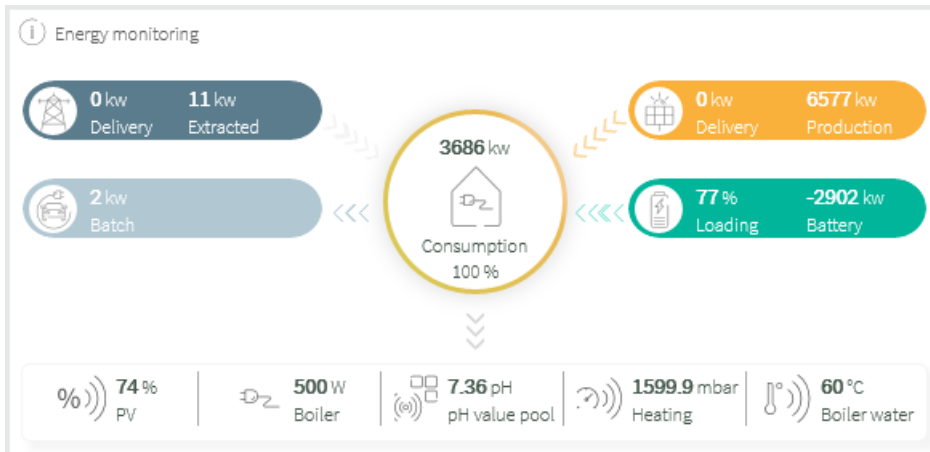 i Energy monitoring
0 kw 11 kw
Delivery Extracted
2 kw
Batch
3686 kw
Consumption
100 %
0 kw 6577 kw
Delivery Production
77 % -2902 kw
Loading Battery
% 74 %
PV
500 W
Boiler
7.36 pH
pH value pool
1599.9 mbar
Heating
60 °C
Boiler water